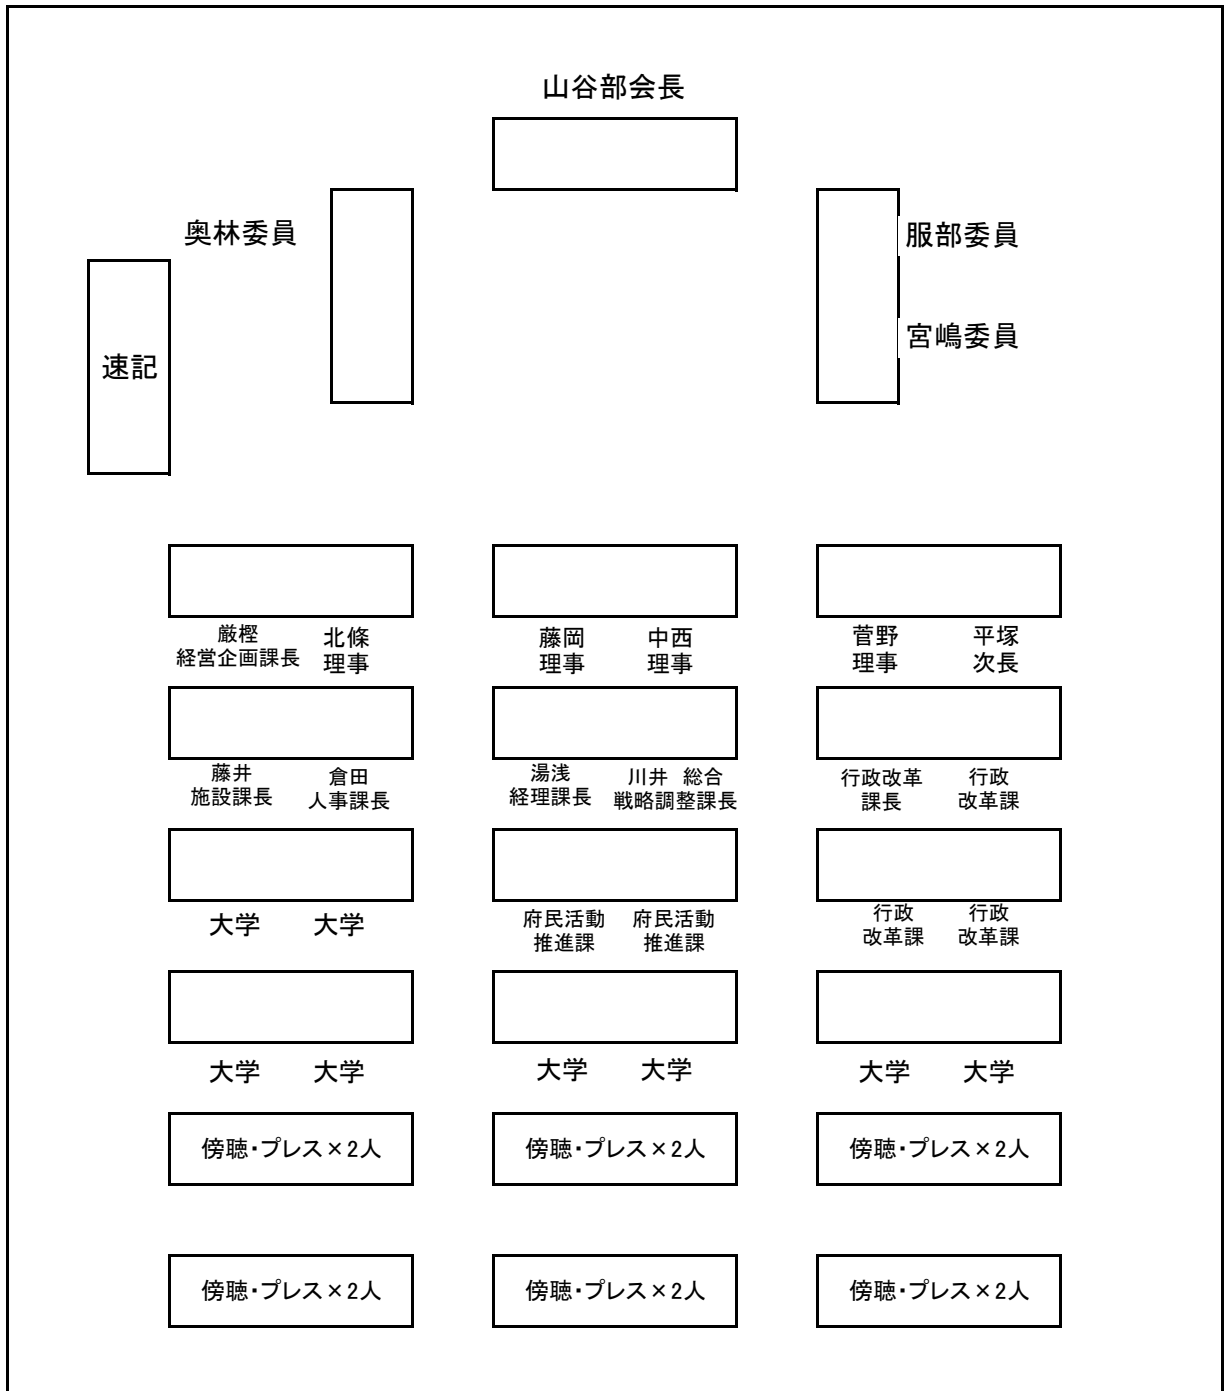 山谷部会長
奥林委員
服部委員
宮嶋委員
速記
厳樫
経営企画課長
北條
理事
藤岡
理事
中西
理事
菅野
理事
平塚
次長
藤井
施設課長
倉田
人事課長
湯浅
経理課長
川井 総合
戦略調整課長
行政改革
課長
行政
改革課
大学
大学
府民活動
推進課
府民活動
推進課
行政
改革課
行政
改革課
大学
大学
大学
大学
大学
大学
傍聴・プレス×2人
傍聴・プレス×2人
傍聴・プレス×2人
傍聴・プレス×2人
傍聴・プレス×2人
傍聴・プレス×2人